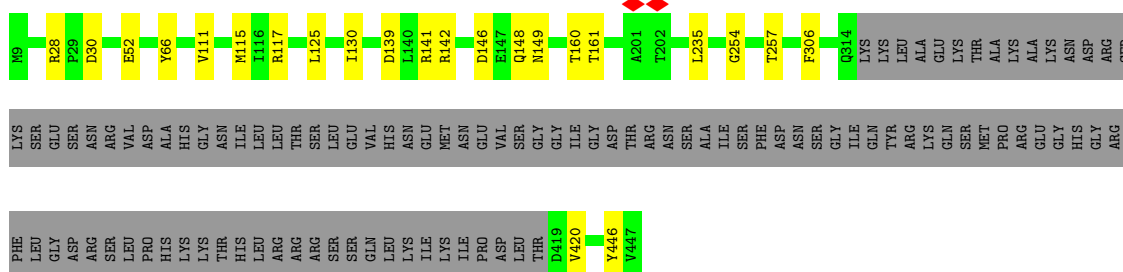 M9 R28 P29 D30 E52 Y66 V111 M115 I116 R117 L125 I130 D139 L140 R141 R142 D146 E147 Q148 N149 T160 T161 A201 T202 L235 G254 T257 F306 Q314 LYS LYS LEU ALA GLU LYS THR ALA LYS ALA LYS ASN ASP ARG
LYS SER GLU SER ASN ARG VAL ASP ALA HIS GLY ASN ILE LEU LEU THR SER LEU GLU VAL HIS ASN GLU MET ASN GLU VAL SER GLY GLY ILE GLY ASP THR ARG ASN SER ALA ILE SER PHE ASP ASN SER GLY ILE GLN TYR ARG LYS GLN SER MET PRO ARG GLU GLY HIS GLY ARG
PHE LEU GLY ASP ARG SER LEU PRO HIS LYS LYS THR HIS LEU ARG ARG ARG SER SER GLN LEU LYS ILE LYS ILE PRO ASP LEU THR D419 V420 Y446 V447